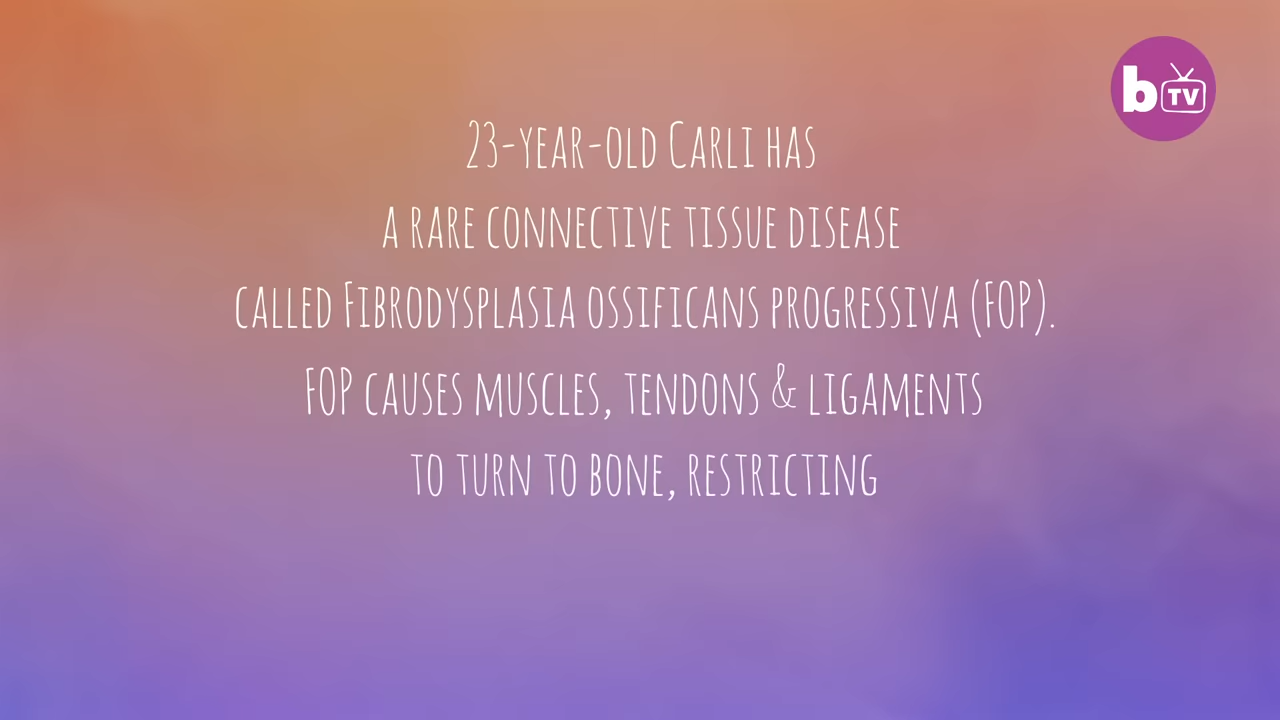 b TV
23-year-old Carli has
a rare connective tissue disease
called Fibrodysplasia ossificans progressiva (FOP).
FOP causes muscles, tendons & ligaments
to turn to bone, restricting